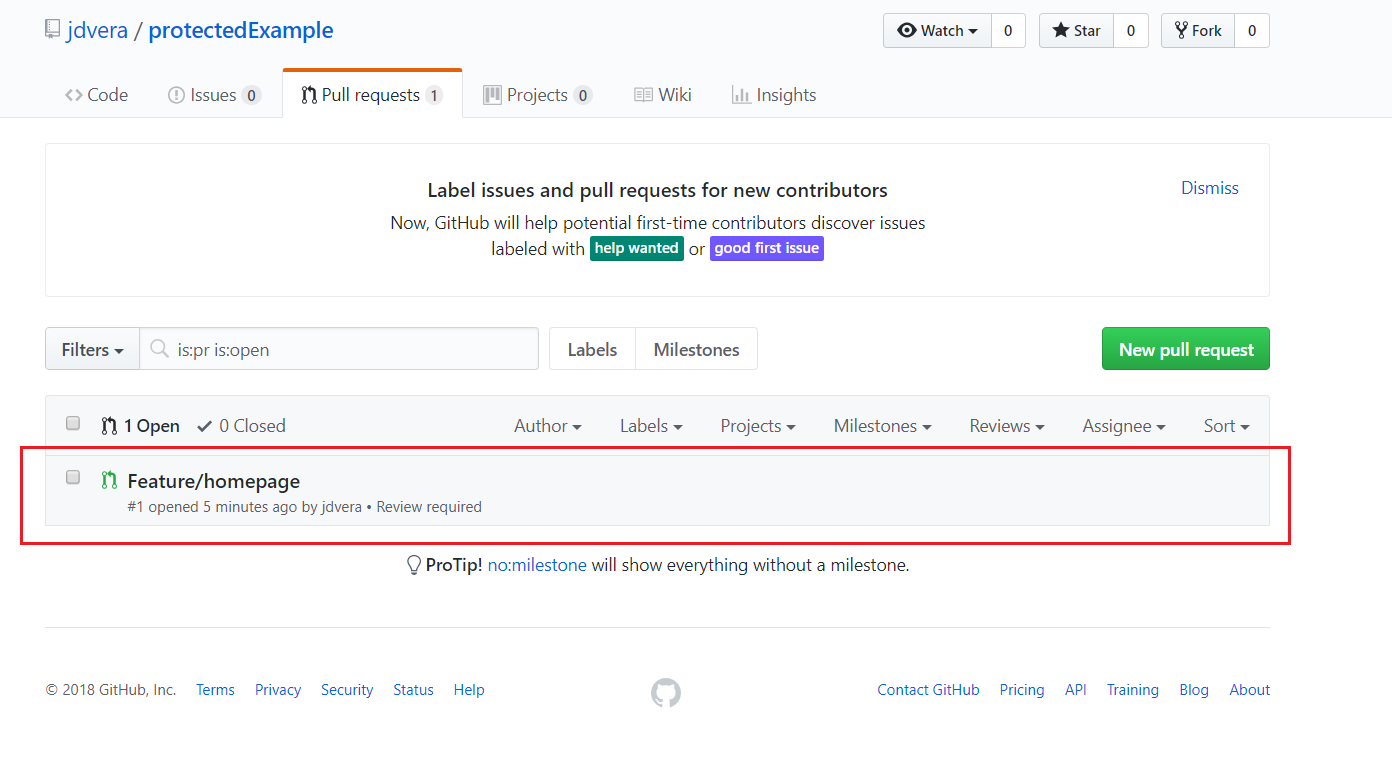 jdvera / protectedExample
Watch 0 Star 0 Fork 0
Code Issues 0 Pull requests 1 Projects 0 Wiki Insights
Label issues and pull requests for new contributors
Dismiss
Now, GitHub will help potential first-time contributors discover issues
labeled with help wanted or good first issue
Filters is:pr is:open Labels Milestones New pull request
1 Open 0 Closed Author Labels Projects Milestones Reviews Assignee Sort
Feature/homepage
#1 opened 5 minutes ago by jdvera • Review required
ProTip! no:milestone will show everything without a milestone.
© 2018 GitHub, Inc. Terms Privacy Security Status Help Contact GitHub Pricing API Training Blog About